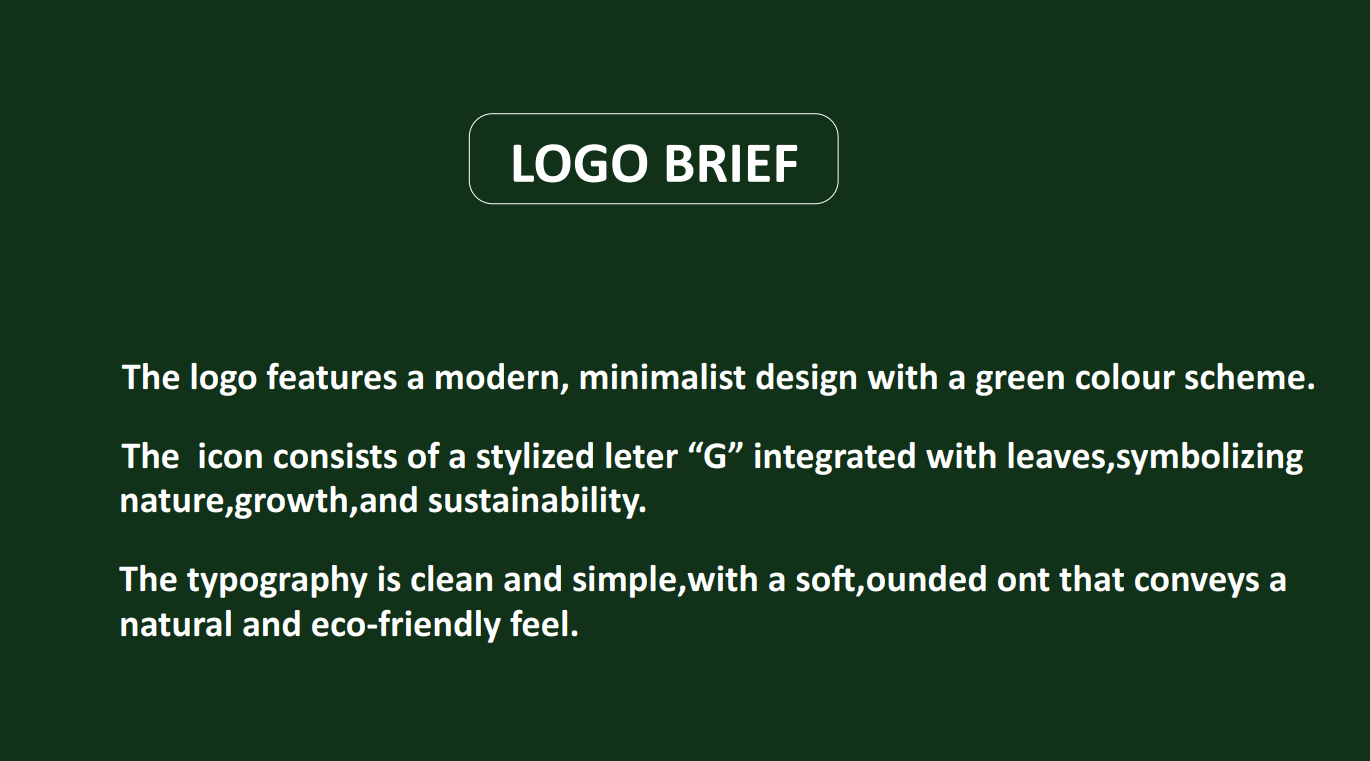 LOGO BRIEF
The logo features a modern, minimalist design with a green colour scheme.
The  icon consists of a stylized leter “G” integrated with leaves,symbolizing
nature,growth,and sustainability.
The typography is clean and simple,with a soft,ounded ont that conveys a
natural and eco-friendly feel.